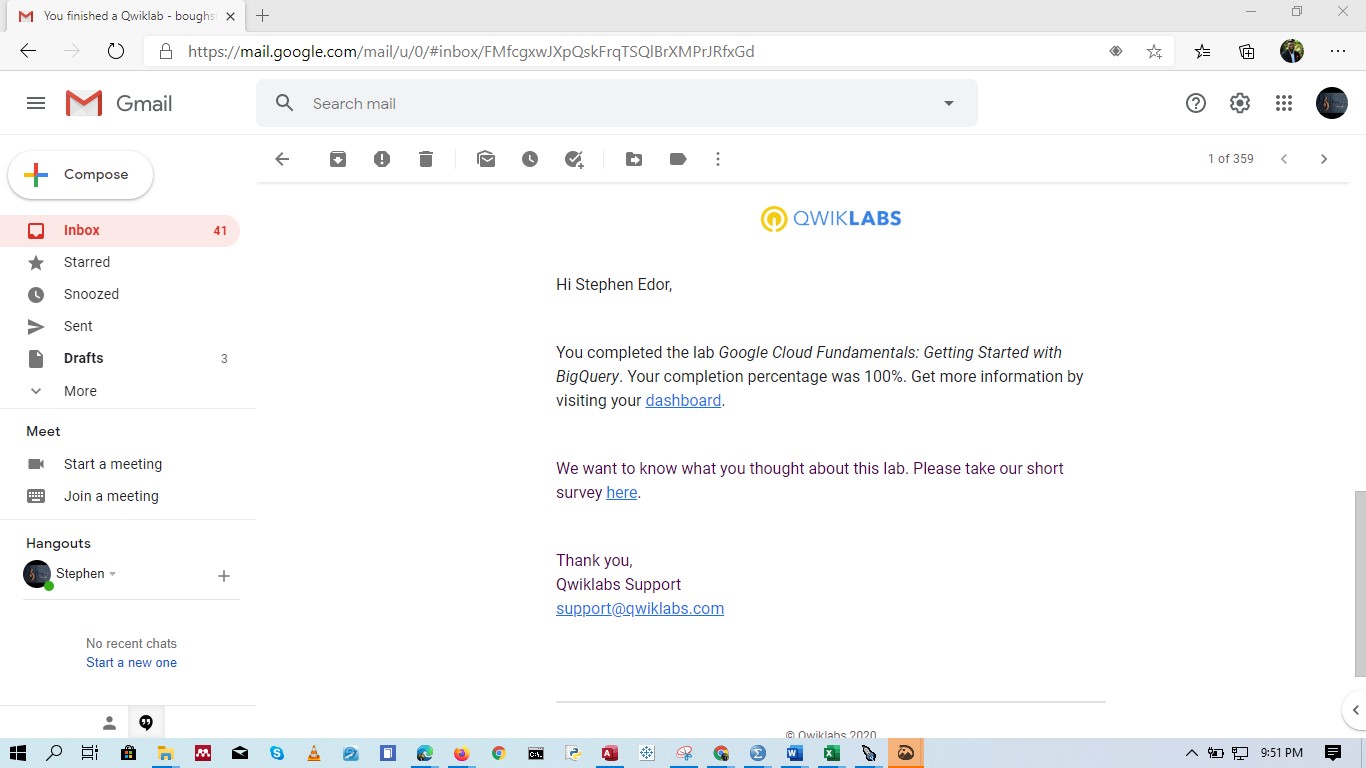 You finished a Qwiklab - boughs
https://mail.google.com/mail/u/0/#inbox/FMfcgxwJXpQskFrqTSQlBrXMPrJRfxGd
Gmail
Search mail
Compose
1 of 359
Inbox 41
Starred
Snoozed
Sent
Drafts 3
More
Meet
Start a meeting
Join a meeting
Hangouts
Stephen
No recent chats
Start a new one
QWIKLABS
Hi Stephen Edor,
You completed the lab Google Cloud Fundamentals: Getting Started with
BigQuery. Your completion percentage was 100%. Get more information by
visiting your dashboard.
We want to know what you thought about this lab. Please take our short
survey here.
Thank you,
Qwiklabs Support
support@qwiklabs.com
© Qwiklabs 2020
9:51 PM